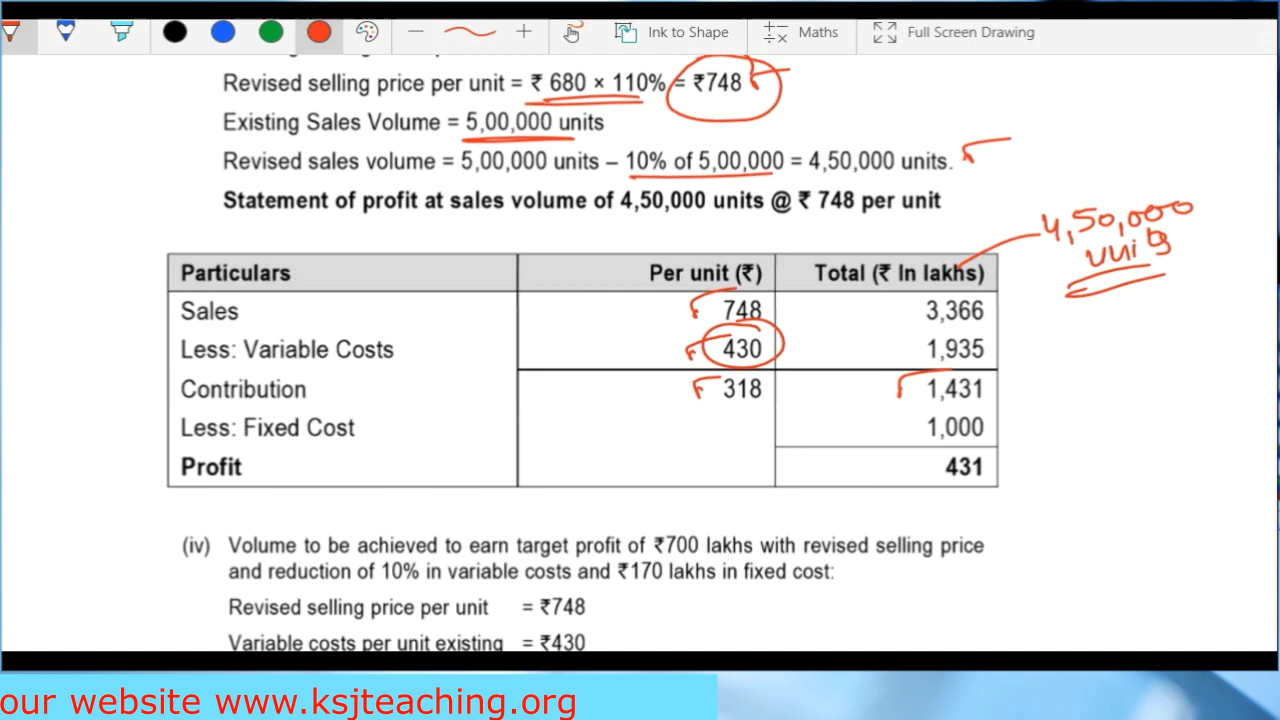 Ink to Shape
Maths
Full Screen Drawing
Revised selling price per unit = ₹ 680 × 110% = ₹748
Existing Sales Volume = 5,00,000 units
Revised sales volume = 5,00,000 units – 10% of 5,00,000 = 4,50,000 units.
Statement of profit at sales volume of 4,50,000 units @ ₹ 748 per unit
4,50,000
units
Particulars Per unit (₹) Total (₹ In lakhs)
Sales 748 3,366
Less: Variable Costs 430 1,935
Contribution 318 1,431
Less: Fixed Cost 1,000
Profit 431
(iv) Volume to be achieved to earn target profit of ₹700 lakhs with revised selling price
and reduction of 10% in variable costs and ₹170 lakhs in fixed cost:
Revised selling price per unit = ₹748
Variable costs per unit existing = ₹430
our website www.ksjteaching.org